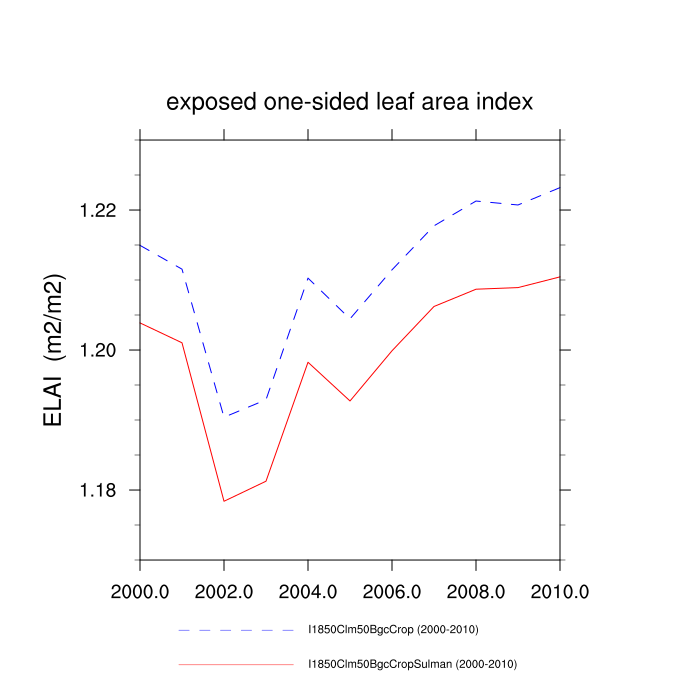 exposed one-sided leaf area index
ELAI (m2/m2)
1.22
1.20
1.18
2000.0 2002.0 2004.0 2006.0 2008.0 2010.0
I1850Clm50BgcCrop (2000-2010)
I1850Clm50BgcCropSulman (2000-2010)